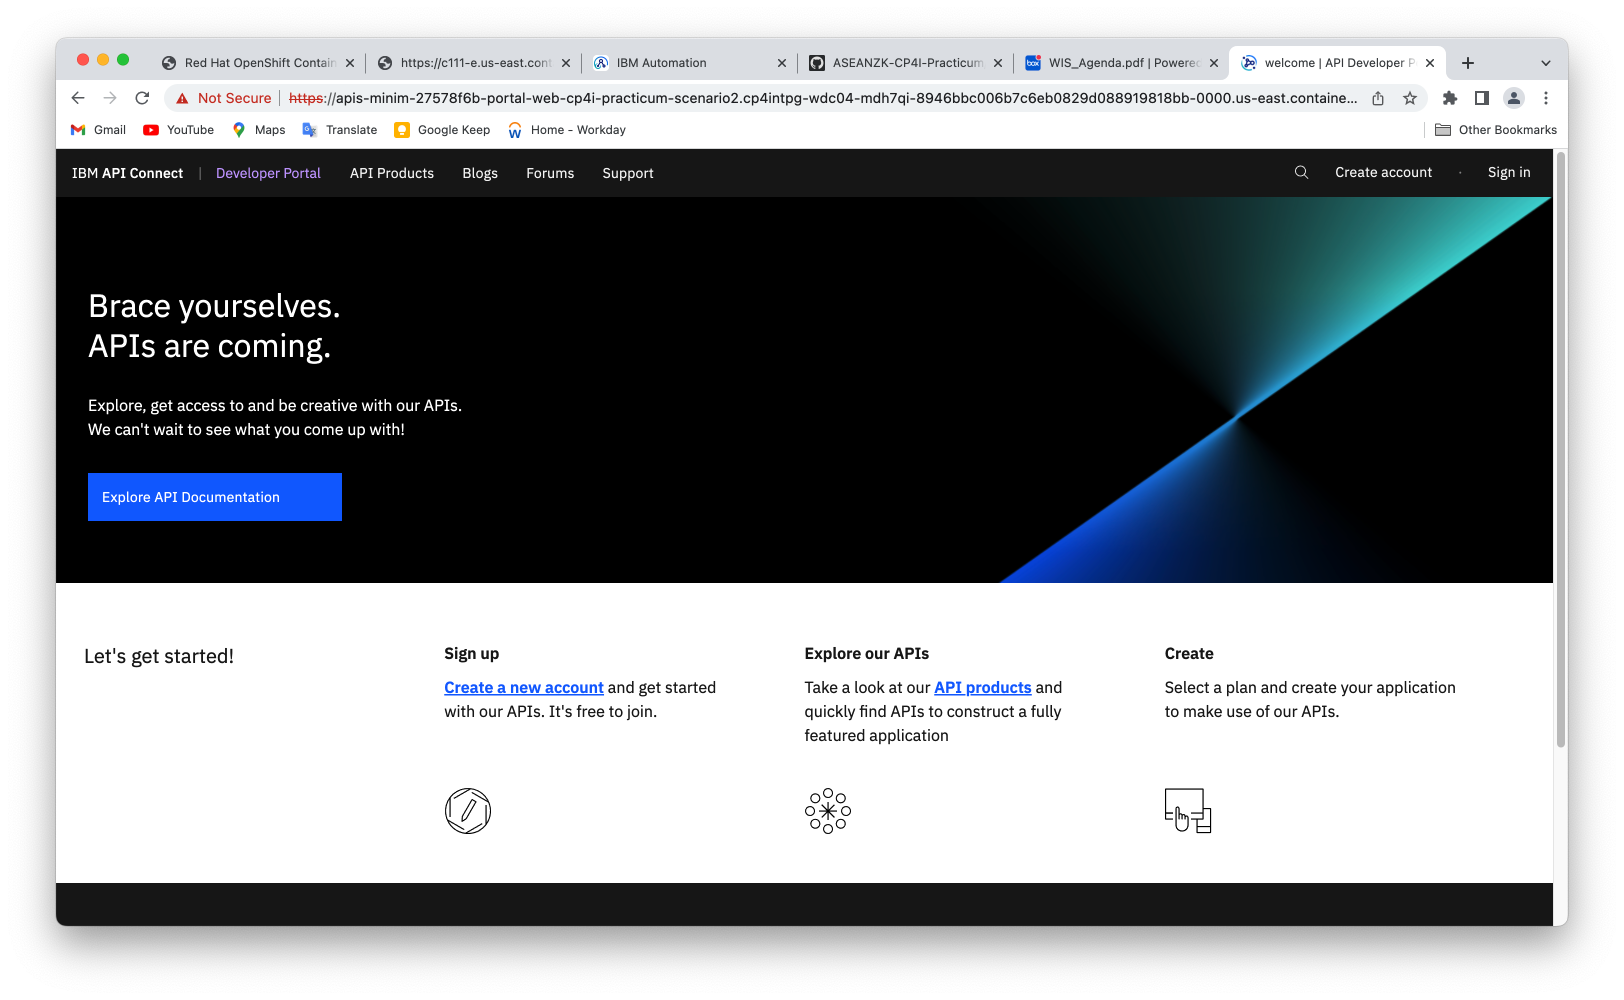 Red Hat OpenShift Contain
https://c111-e.us-east.cont
IBM Automation
ASEANZK-CP4I-Practicum
WIS_Agenda.pdf | Powered
welcome | API Developer P
Not Secure
https://apis-minim-27578f6b-portal-web-cp4i-practicum-scenario2.cp4intpg-wdc04-mdh7qi-8946bbc006b7c6eb0829d088919818bb-0000.us-east.containe...
Gmail
YouTube
Maps
Translate
Google Keep
Home - Workday
Other Bookmarks
IBM API Connect | Developer Portal
API Products
Blogs
Forums
Support
Create account
Sign in
Brace yourselves.
APIs are coming.
Explore, get access to and be creative with our APIs.
We can't wait to see what you come up with!
Explore API Documentation
Let's get started!
Sign up
Create a new account and get started
with our APIs. It's free to join.
Explore our APIs
Take a look at our API products and
quickly find APIs to construct a fully
featured application
Create
Select a plan and create your application
to make use of our APIs.